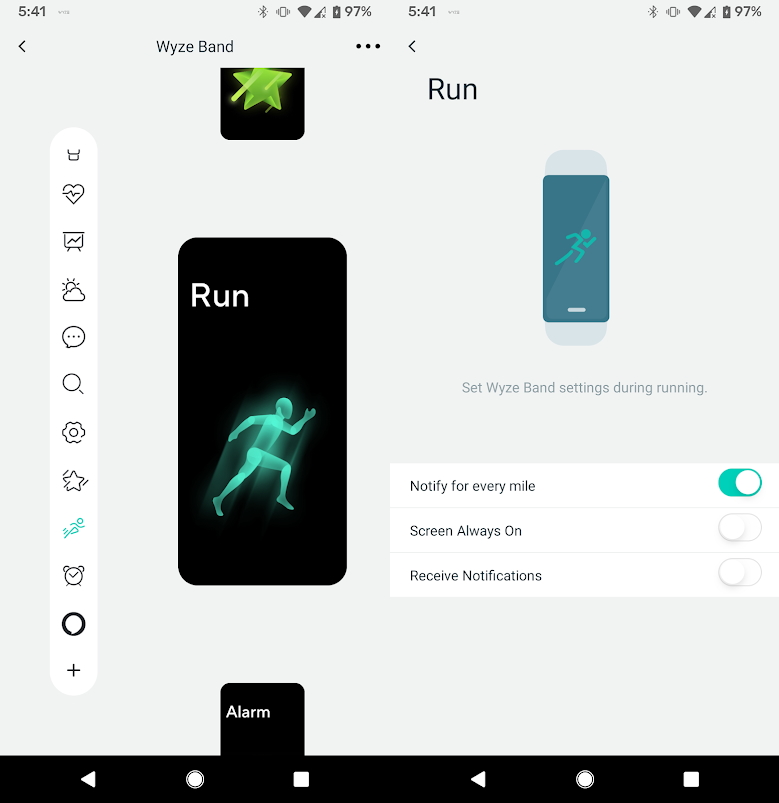 5:41
97%
Wyze Band
Run
Alarm
5:41
97%
Run
Set Wyze Band settings during running.
Notify for every mile
Screen Always On
Receive Notifications